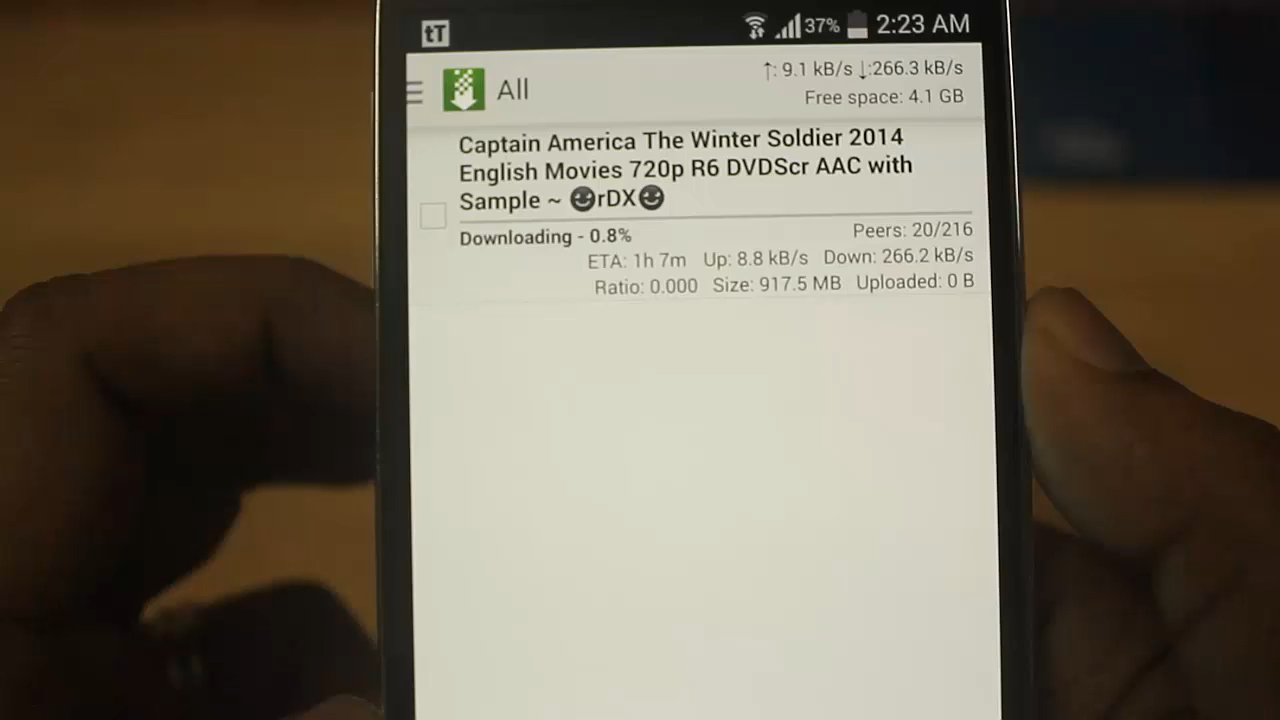 tT 37% 2:23 AM
All ↑: 9.1 kB/s ↓:266.3 kB/s
Free space: 4.1 GB
Captain America The Winter Soldier 2014
English Movies 720p R6 DVDScr AAC with
Sample ~ ☻rDX☻
Downloading - 0.8% Peers: 20/216
ETA: 1h 7m Up: 8.8 kB/s Down: 266.2 kB/s
Ratio: 0.000 Size: 917.5 MB Uploaded: 0 B